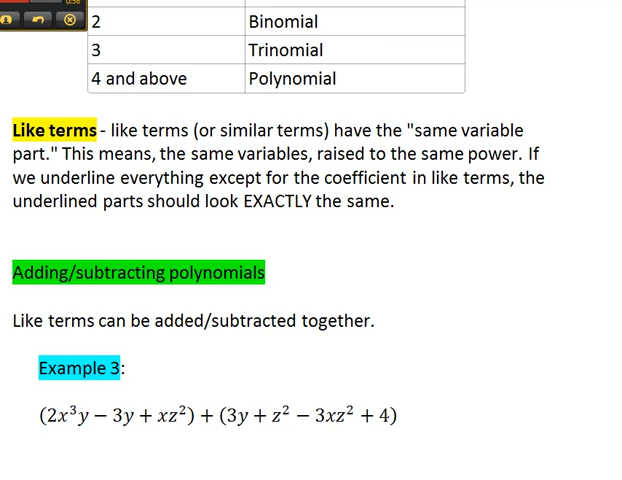 0:56
2 Binomial
3 Trinomial
4 and above Polynomial
Like terms - like terms (or similar terms) have the "same variable
part." This means, the same variables, raised to the same power. If
we underline everything except for the coefficient in like terms, the
underlined parts should look EXACTLY the same.
Adding/subtracting polynomials
Like terms can be added/subtracted together.
Example 3:
(2x³y − 3y + xz²) + (3y + z² − 3xz² + 4)